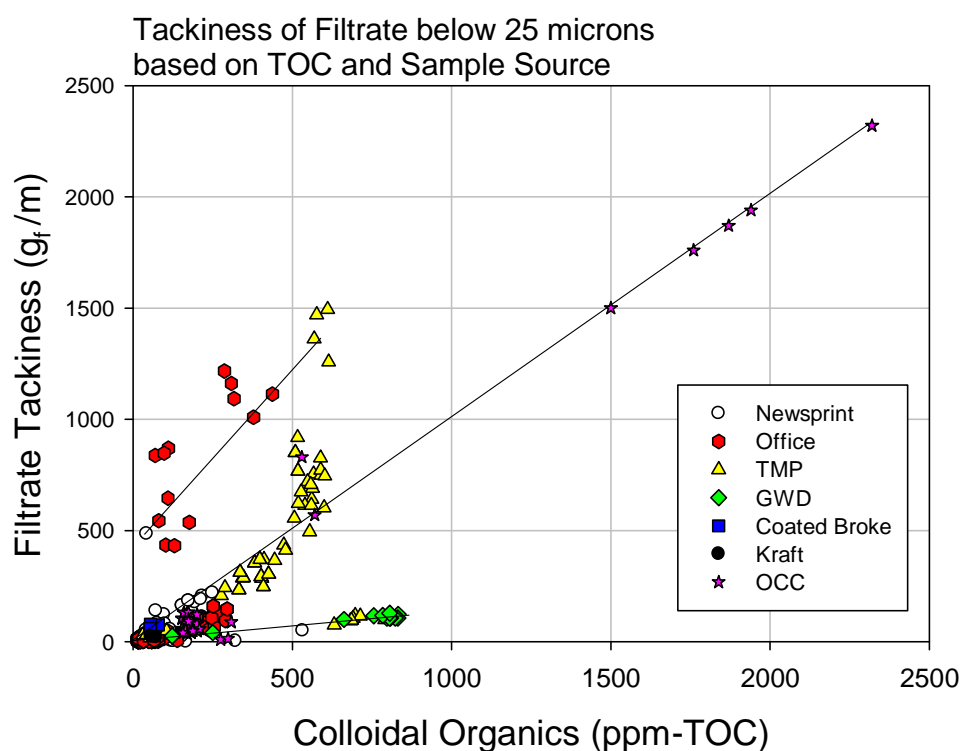 Tackiness of Filtrate below 25 microns
based on TOC and Sample Source
2500
2000
1500
1000
500
0
Filtrate Tackiness (gf/m)
0 500 1000 1500 2000 2500
Colloidal Organics (ppm-TOC)
Newsprint
Office
TMP
GWD
Coated Broke
Kraft
OCC